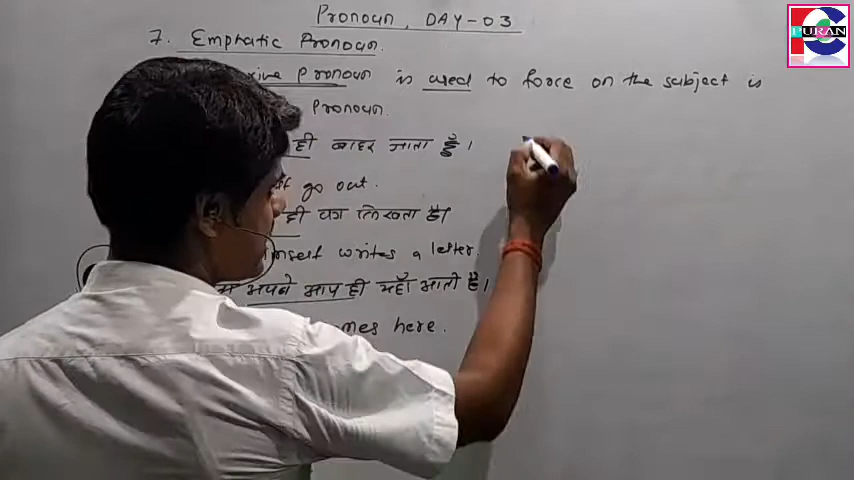 Pronoun, DAY-03
PURAN
7. Emphatic Pronoun.
Pronoun is used to force on the subject is
Pronoun.
ही बाहर जाता हूँ।
go out.
ही पत्र लिखता है।
writes a letter.
अपने आप ही यहाँ आती है।
here.